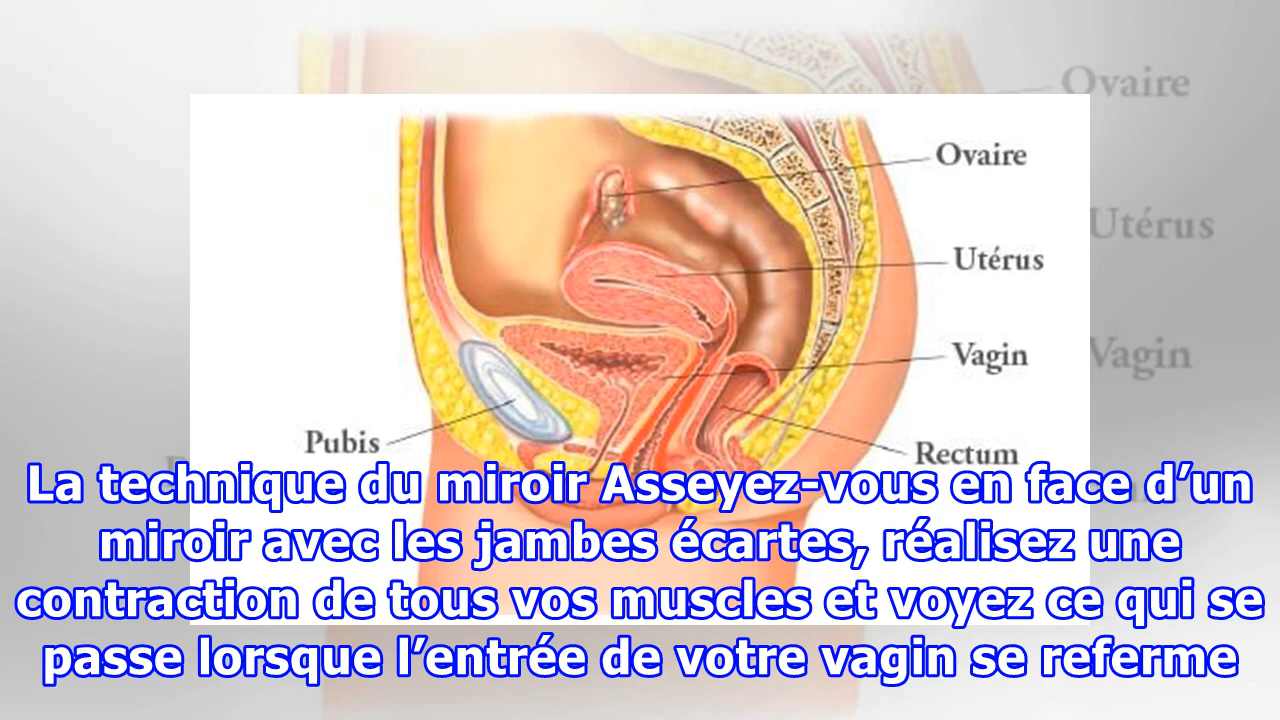 Ovaire
Ovaire
Utérus
Utérus
Vagin
Vagin
Pubis
Rectum
La technique du miroir Asseyez-vous en face d’un
miroir avec les jambes écartes, réalisez une
contraction de tous vos muscles et voyez ce qui se
passe lorsque l’entrée de votre vagin se referme